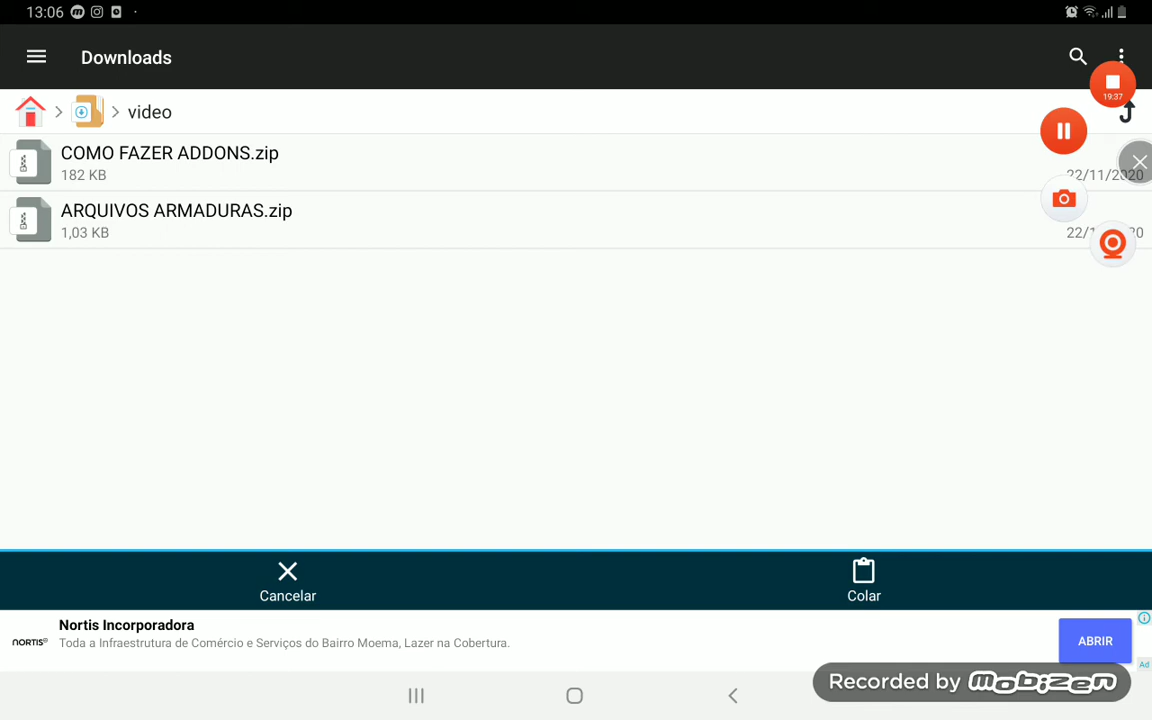 13:06
Downloads
19:37
video
COMO FAZER ADDONS.zip
182 KB
22/11/2020
ARQUIVOS ARMADURAS.zip
1,03 KB
Cancelar
Colar
Nortis Incorporadora
NORTIS
Toda a Infraestrutura de Comércio e Serviços do Bairro Moema, Lazer na Cobertura.
ABRIR
Ad
Recorded by mobizen